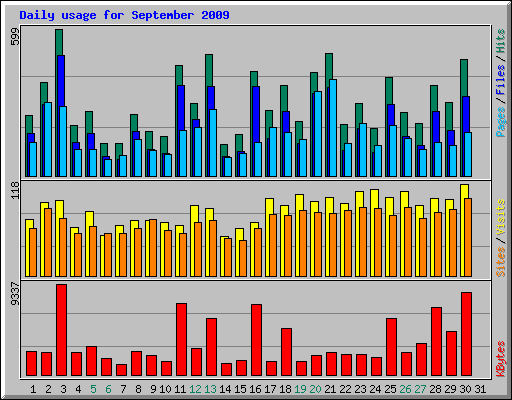 Daily usage for September 2009
599
Pages / Files / Hits
118
Sites / Visits
9337
KBytes
1 2 3 4 5 6 7 8 9 10 11 12 13 14 15 16 17 18 19 20 21 22 23 24 25 26 27 28 29 30 31